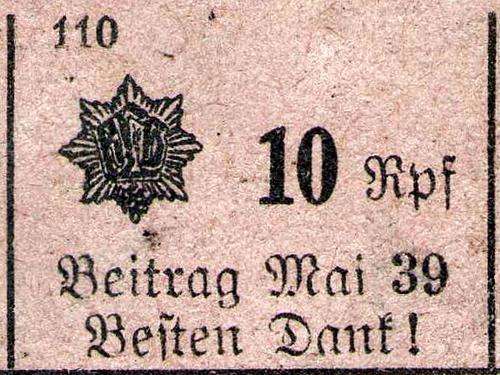 110
10 Rpf
Beitrag Mai 39
Besten Dank!